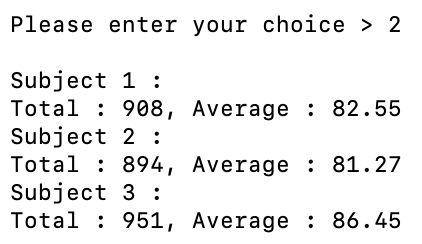 Please enter your choice > 2
Subject 1 :
Total : 908, Average : 82.55
Subject 2 :
Total : 894, Average : 81.27
Subject 3 :
Total : 951, Average : 86.45